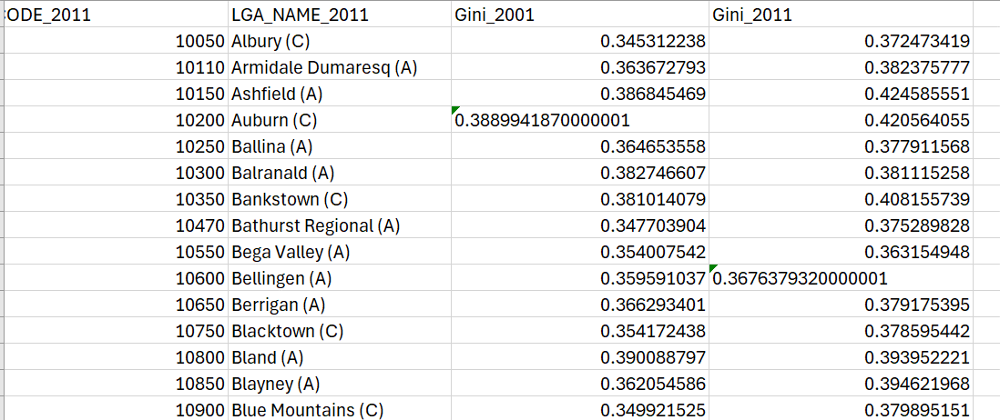 CODE_2011 LGA_NAME_2011 Gini_2001 Gini_2011
10050 Albury (C) 0.345312238 0.372473419
10110 Armidale Dumaresq (A) 0.363672793 0.382375777
10150 Ashfield (A) 0.386845469 0.424585551
10200 Auburn (C) 0.3889941870000001 0.420564055
10250 Ballina (A) 0.364653558 0.377911568
10300 Balranald (A) 0.382746607 0.381115258
10350 Bankstown (C) 0.381014079 0.408155739
10470 Bathurst Regional (A) 0.347703904 0.375289828
10550 Bega Valley (A) 0.354007542 0.363154948
10600 Bellingen (A) 0.359591037 0.3676379320000001
10650 Berrigan (A) 0.366293401 0.379175395
10750 Blacktown (C) 0.354172438 0.378595442
10800 Bland (A) 0.390088797 0.393952221
10850 Blayney (A) 0.362054586 0.394621968
10900 Blue Mountains (C) 0.349921525 0.379895151